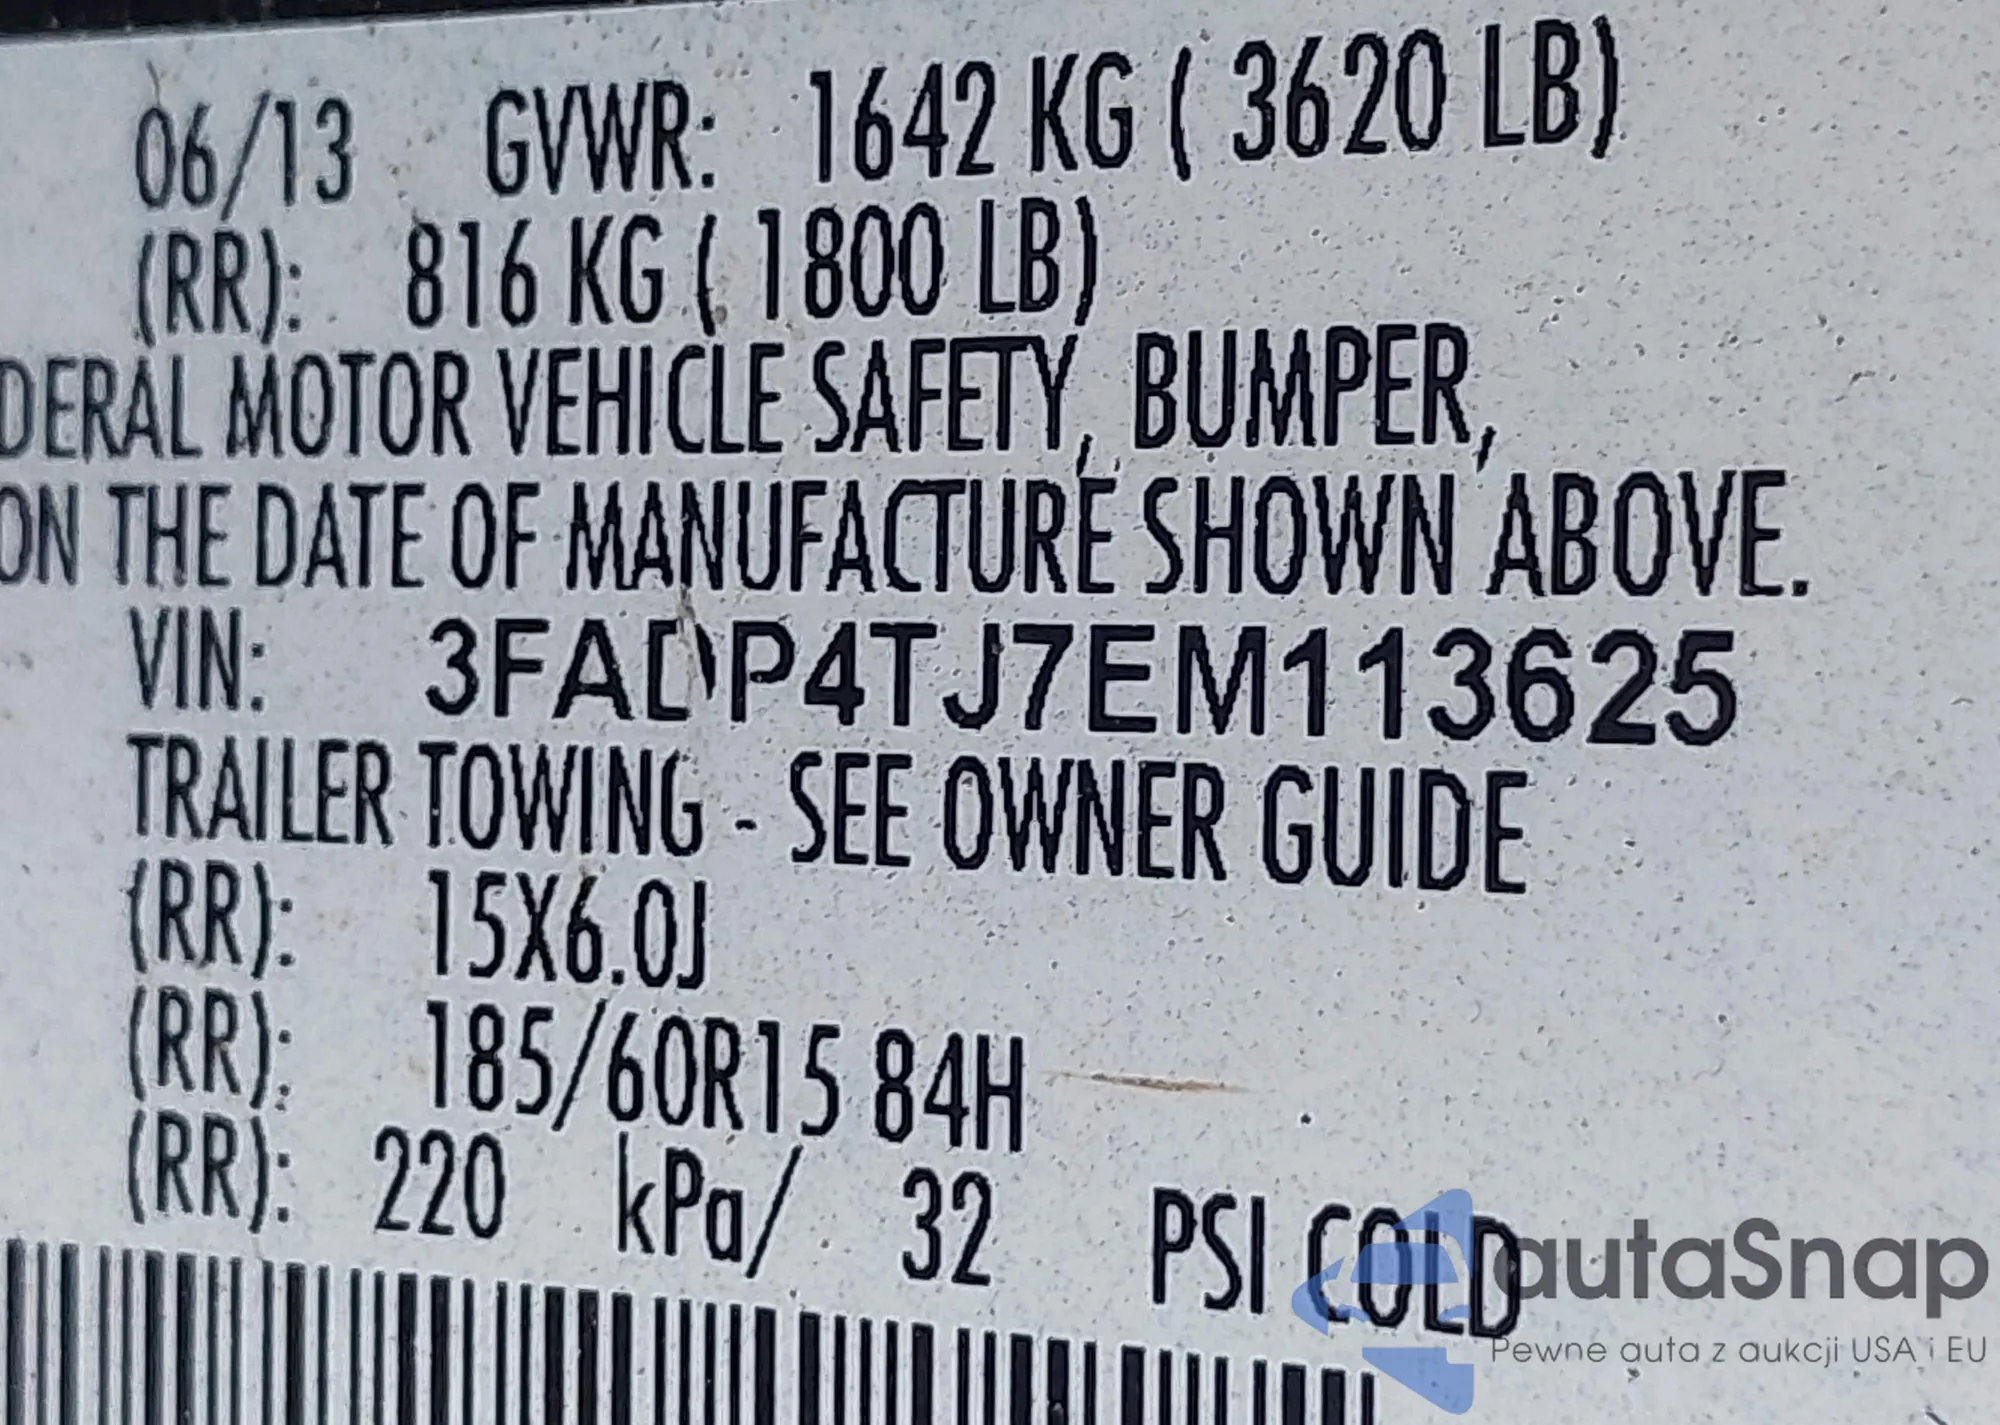 06/13 GVWR: 1642 KG ( 3620 LB)
(RR): 816 KG ( 1800 LB)
DERAL MOTOR VEHICLE SAFETY, BUMPER,
ON THE DATE OF MANUFACTURE SHOWN ABOVE.
VIN: 3FADP4TJ7EM113625
TRAILER TOWING - SEE OWNER GUIDE
(RR): 15X6.0J
(RR): 185/60R15 84H
(RR): 220 kPa/ 32 PSI COLD
autaSnap
Pewne auta z aukcji USA i EU